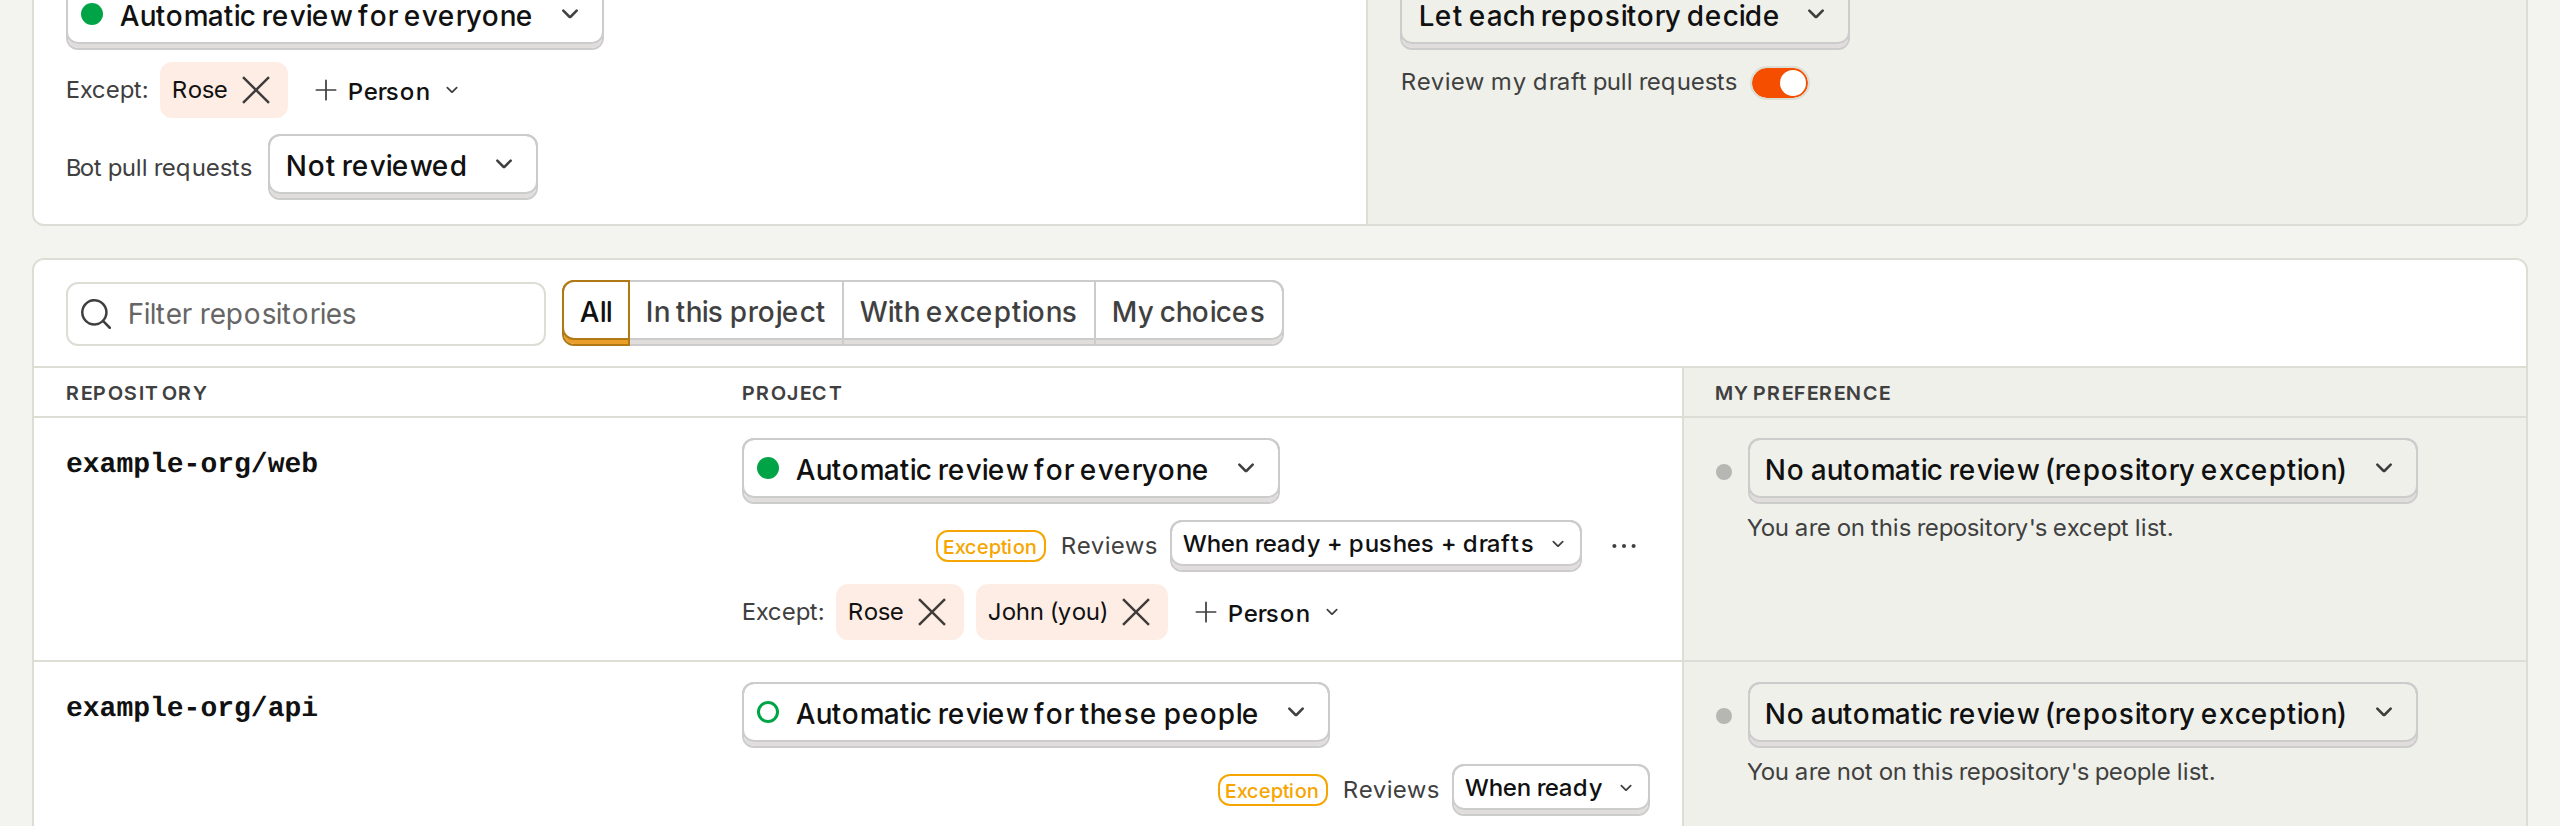 Automatic review for everyone
Let each repository decide
Except: Rose Person
Review my draft pull requests
Bot pull requests Not reviewed
Filter repositories All In this project With exceptions My choices
REPOSITORY PROJECT MY PREFERENCE
example-org/web Automatic review for everyone No automatic review (repository exception)
You are on this repository's except list.
Exception Reviews When ready + pushes + drafts ...
Except: Rose John (you) Person
example-org/api Automatic review for these people No automatic review (repository exception)
You are not on this repository's people list.
Exception Reviews When ready